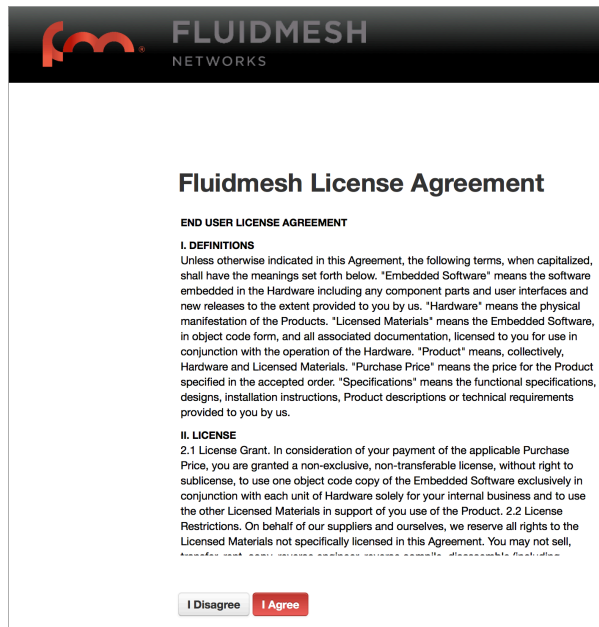 FLUIDMESH
NETWORKS
Fluidmesh License Agreement
END USER LICENSE AGREEMENT
I. DEFINITIONS
Unless otherwise indicated in this Agreement, the following terms, when capitalized,
shall have the meanings set forth below. "Embedded Software" means the software
embedded in the Hardware including any component parts and user interfaces and
new releases to the extent provided to you by us. "Hardware" means the physical
manifestation of the Products. "Licensed Materials" means the Embedded Software,
in object code form, and all associated documentation, licensed to you for use in
conjunction with the operation of the Hardware. "Product" means, collectively,
Hardware and Licensed Materials. "Purchase Price" means the price for the Product
specified in the accepted order. "Specifications" means the functional specifications,
designs, installation instructions, Product descriptions or technical requirements
provided to you by us.
II. LICENSE
2.1 License Grant. In consideration of your payment of the applicable Purchase
Price, you are granted a non-exclusive, non-transferable license, without right to
sublicense, to use one object code copy of the Embedded Software exclusively in
conjunction with each unit of Hardware solely for your internal business and to use
the other Licensed Materials in support of you use of the Product. 2.2 License
Restrictions. On behalf of our suppliers and ourselves, we reserve all rights to the
Licensed Materials not specifically licensed in this Agreement. You may not sell,
I Disagree I Agree